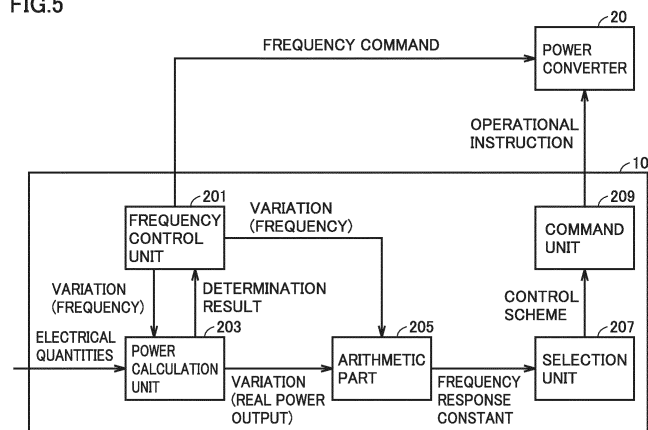 FIG.5
20
FREQUENCY COMMAND
POWER
CONVERTER
OPERATIONAL
INSTRUCTION
10
201
FREQUENCY
CONTROL
UNIT
VARIATION
(FREQUENCY)
209
COMMAND
UNIT
VARIATION
(FREQUENCY)
DETERMINATION
RESULT
CONTROL
SCHEME
ELECTRICAL
QUANTITIES
203
POWER
CALCULATION
UNIT
205
ARITHMETIC
PART
207
SELECTION
UNIT
VARIATION
(REAL POWER
OUTPUT)
FREQUENCY
RESPONSE
CONSTANT